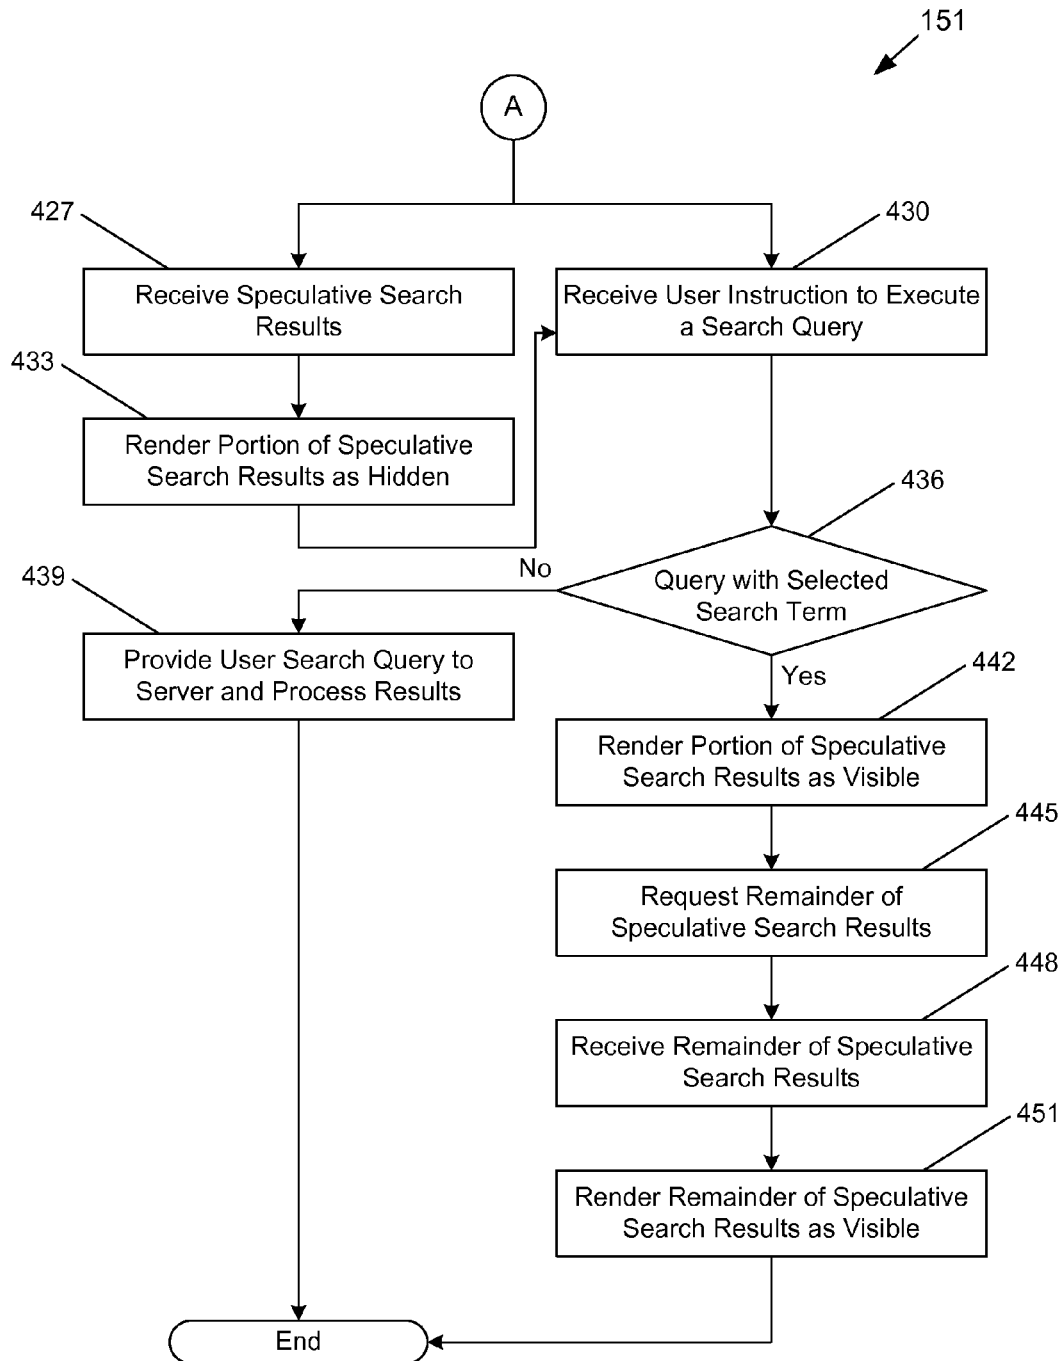 151
A
427
430
Receive Speculative Search
Results
Receive User Instruction to Execute
a Search Query
433
Render Portion of Speculative
Search Results as Hidden
436
No
Query with Selected
Search Term
439
Provide User Search Query to
Server and Process Results
Yes
442
Render Portion of Speculative
Search Results as Visible
445
Request Remainder of
Speculative Search Results
448
Receive Remainder of Speculative
Search Results
451
Render Remainder of Speculative
Search Results as Visible
End